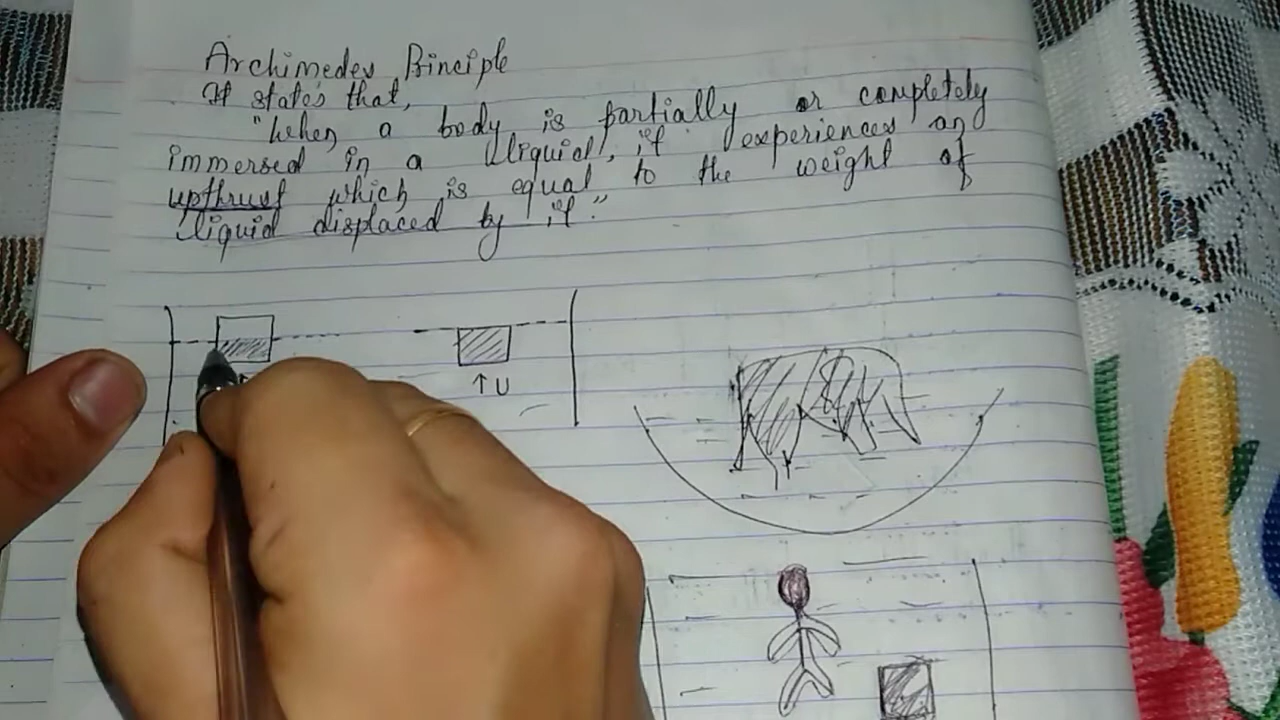 Archimedes Principle
It states that,
"When a body is partially or completely
immersed in a liquid, it experiences an
upthrust which is equal to the weight of
liquid displaced by it."
↑U